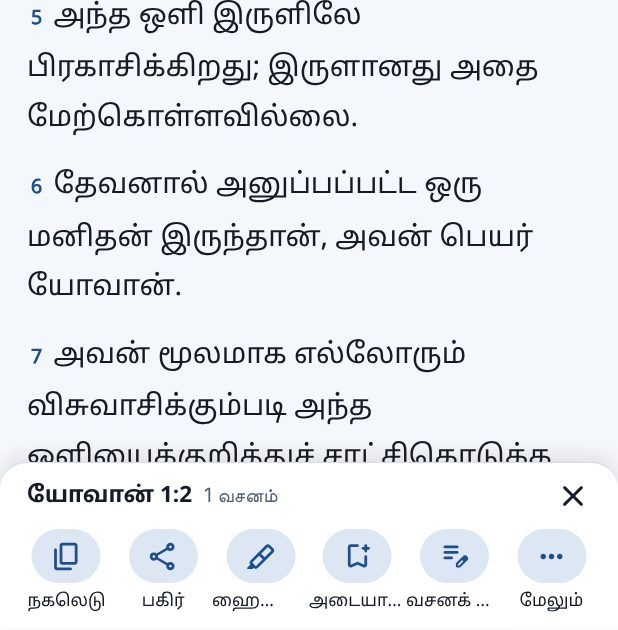 5 அந்த ஒளி இருளிலே
பிரகாசிக்கிறது; இருளானது அதை
மேற்கொள்ளவில்லை.
6 தேவனால் அனுப்பப்பட்ட ஒரு
மனிதன் இருந்தான், அவன் பெயர்
யோவான்.
7 அவன் மூலமாக எல்லோரும்
விசுவாசிக்கும்படி அந்த
ஒளியைக்குறித்துச் சாட்சிகொடுக்க
யோவான் 1:2 1 வசனம்
நகலெடு பகிர் ஹை... அடையா... வசனக் ... மேலும்